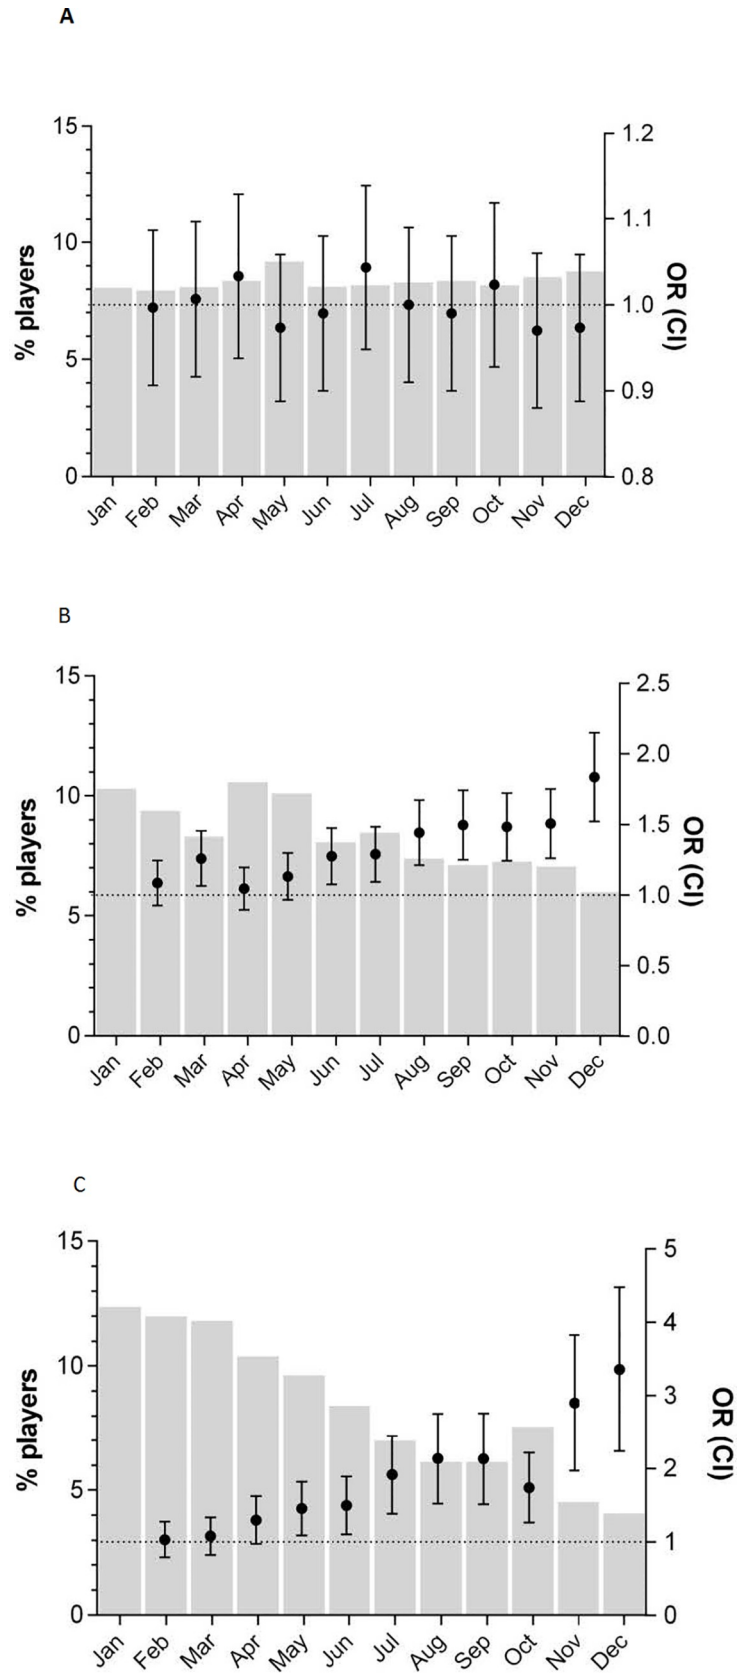 A
% players
15
10
5
0
OR (CI)
1.2
1.1
1.0
0.9
0.8
Jan Feb Mar Apr May Jun Jul Aug Sep Oct Nov Dec
B
% players
15
10
5
0
OR (CI)
2.5
2.0
1.5
1.0
0.5
0.0
Jan Feb Mar Apr May Jun Jul Aug Sep Oct Nov Dec
C
% players
15
10
5
0
OR (CI)
5
4
3
2
1
0
Jan Feb Mar Apr May Jun Jul Aug Sep Oct Nov Dec